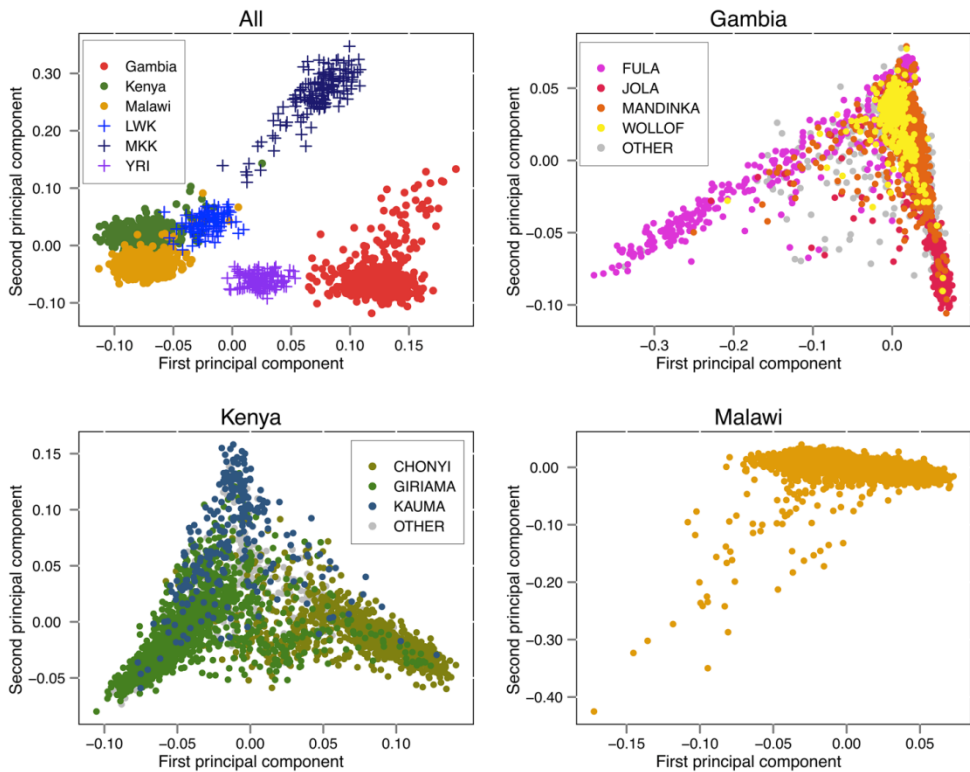 All
Second principal component
0.30
0.20
0.10
0.00
−0.10
Gambia
Kenya
Malawi
LWK
MKK
YRI
−0.10
−0.05
0.00
0.05
0.10
0.15
First principal component
Gambia
Second principal component
0.05
0.00
−0.05
−0.10
FULA
JOLA
MANDINKA
WOLLOF
OTHER
−0.3
−0.2
−0.1
0.0
First principal component
Kenya
Second principal component
0.15
0.10
0.05
0.00
−0.05
CHONYI
GIRIAMA
KAUMA
OTHER
−0.10
−0.05
0.00
0.05
0.10
First principal component
Malawi
Second principal component
0.00
−0.10
−0.20
−0.30
−0.40
−0.15
−0.10
−0.05
0.00
0.05
First principal component